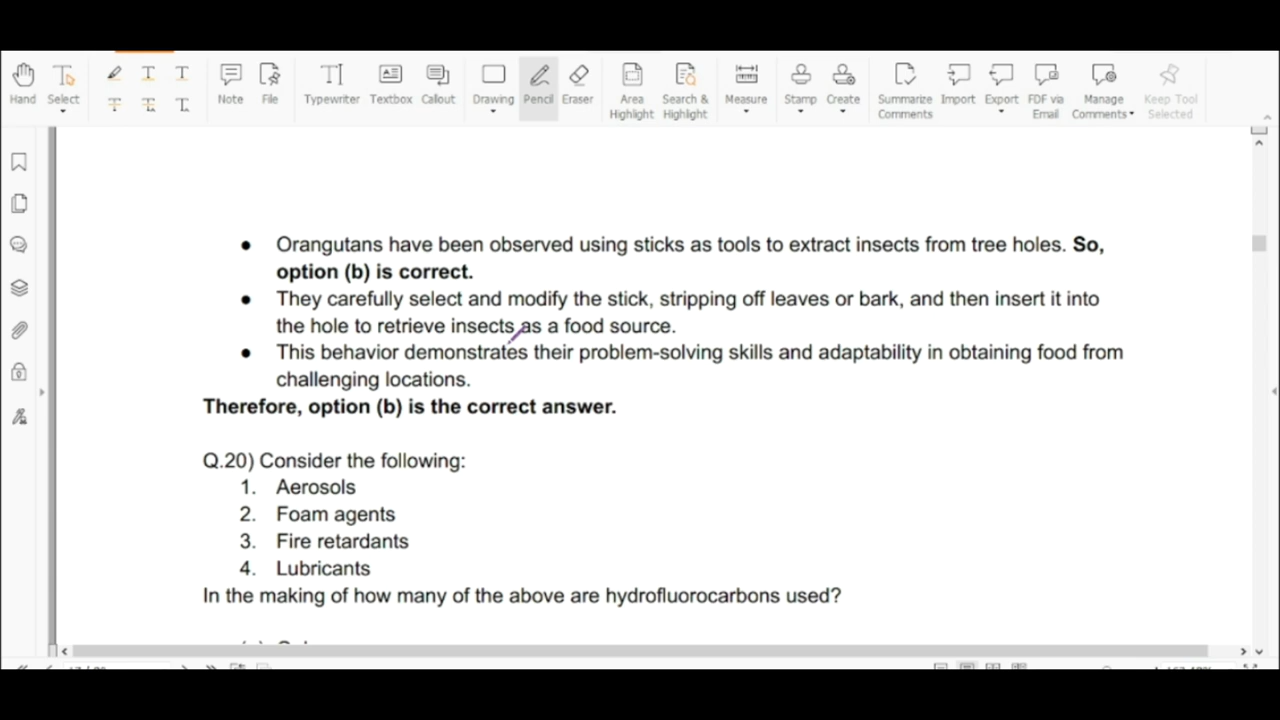 Hand
Select
Note
File
Typewriter
Textbox
Callout
Drawing
Pencil
Eraser
Area Highlight
Search & Highlight
Measure
Stamp
Create
Summarize Comments
Import
Export
FDF via Email
Manage Comments
Keep Tool Selected
● Orangutans have been observed using sticks as tools to extract insects from tree holes. So,
option (b) is correct.
● They carefully select and modify the stick, stripping off leaves or bark, and then insert it into
the hole to retrieve insects as a food source.
● This behavior demonstrates their problem-solving skills and adaptability in obtaining food from
challenging locations.
Therefore, option (b) is the correct answer.
Q.20) Consider the following:
1. Aerosols
2. Foam agents
3. Fire retardants
4. Lubricants
In the making of how many of the above are hydrofluorocarbons used?